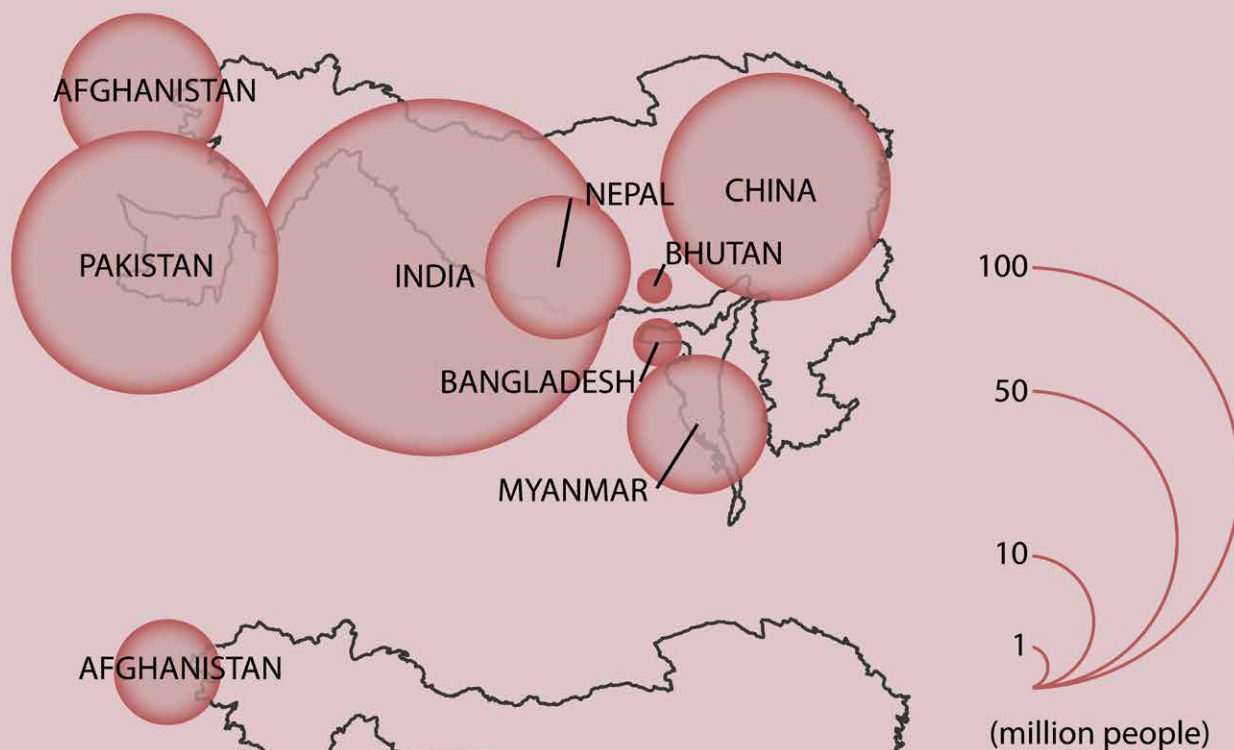 AFGHANISTAN
NEPAL
CHINA
BHUTAN
PAKISTAN
INDIA
BANGLADESH
MYANMAR
100
50
10
1
(million people)
AFGHANISTAN